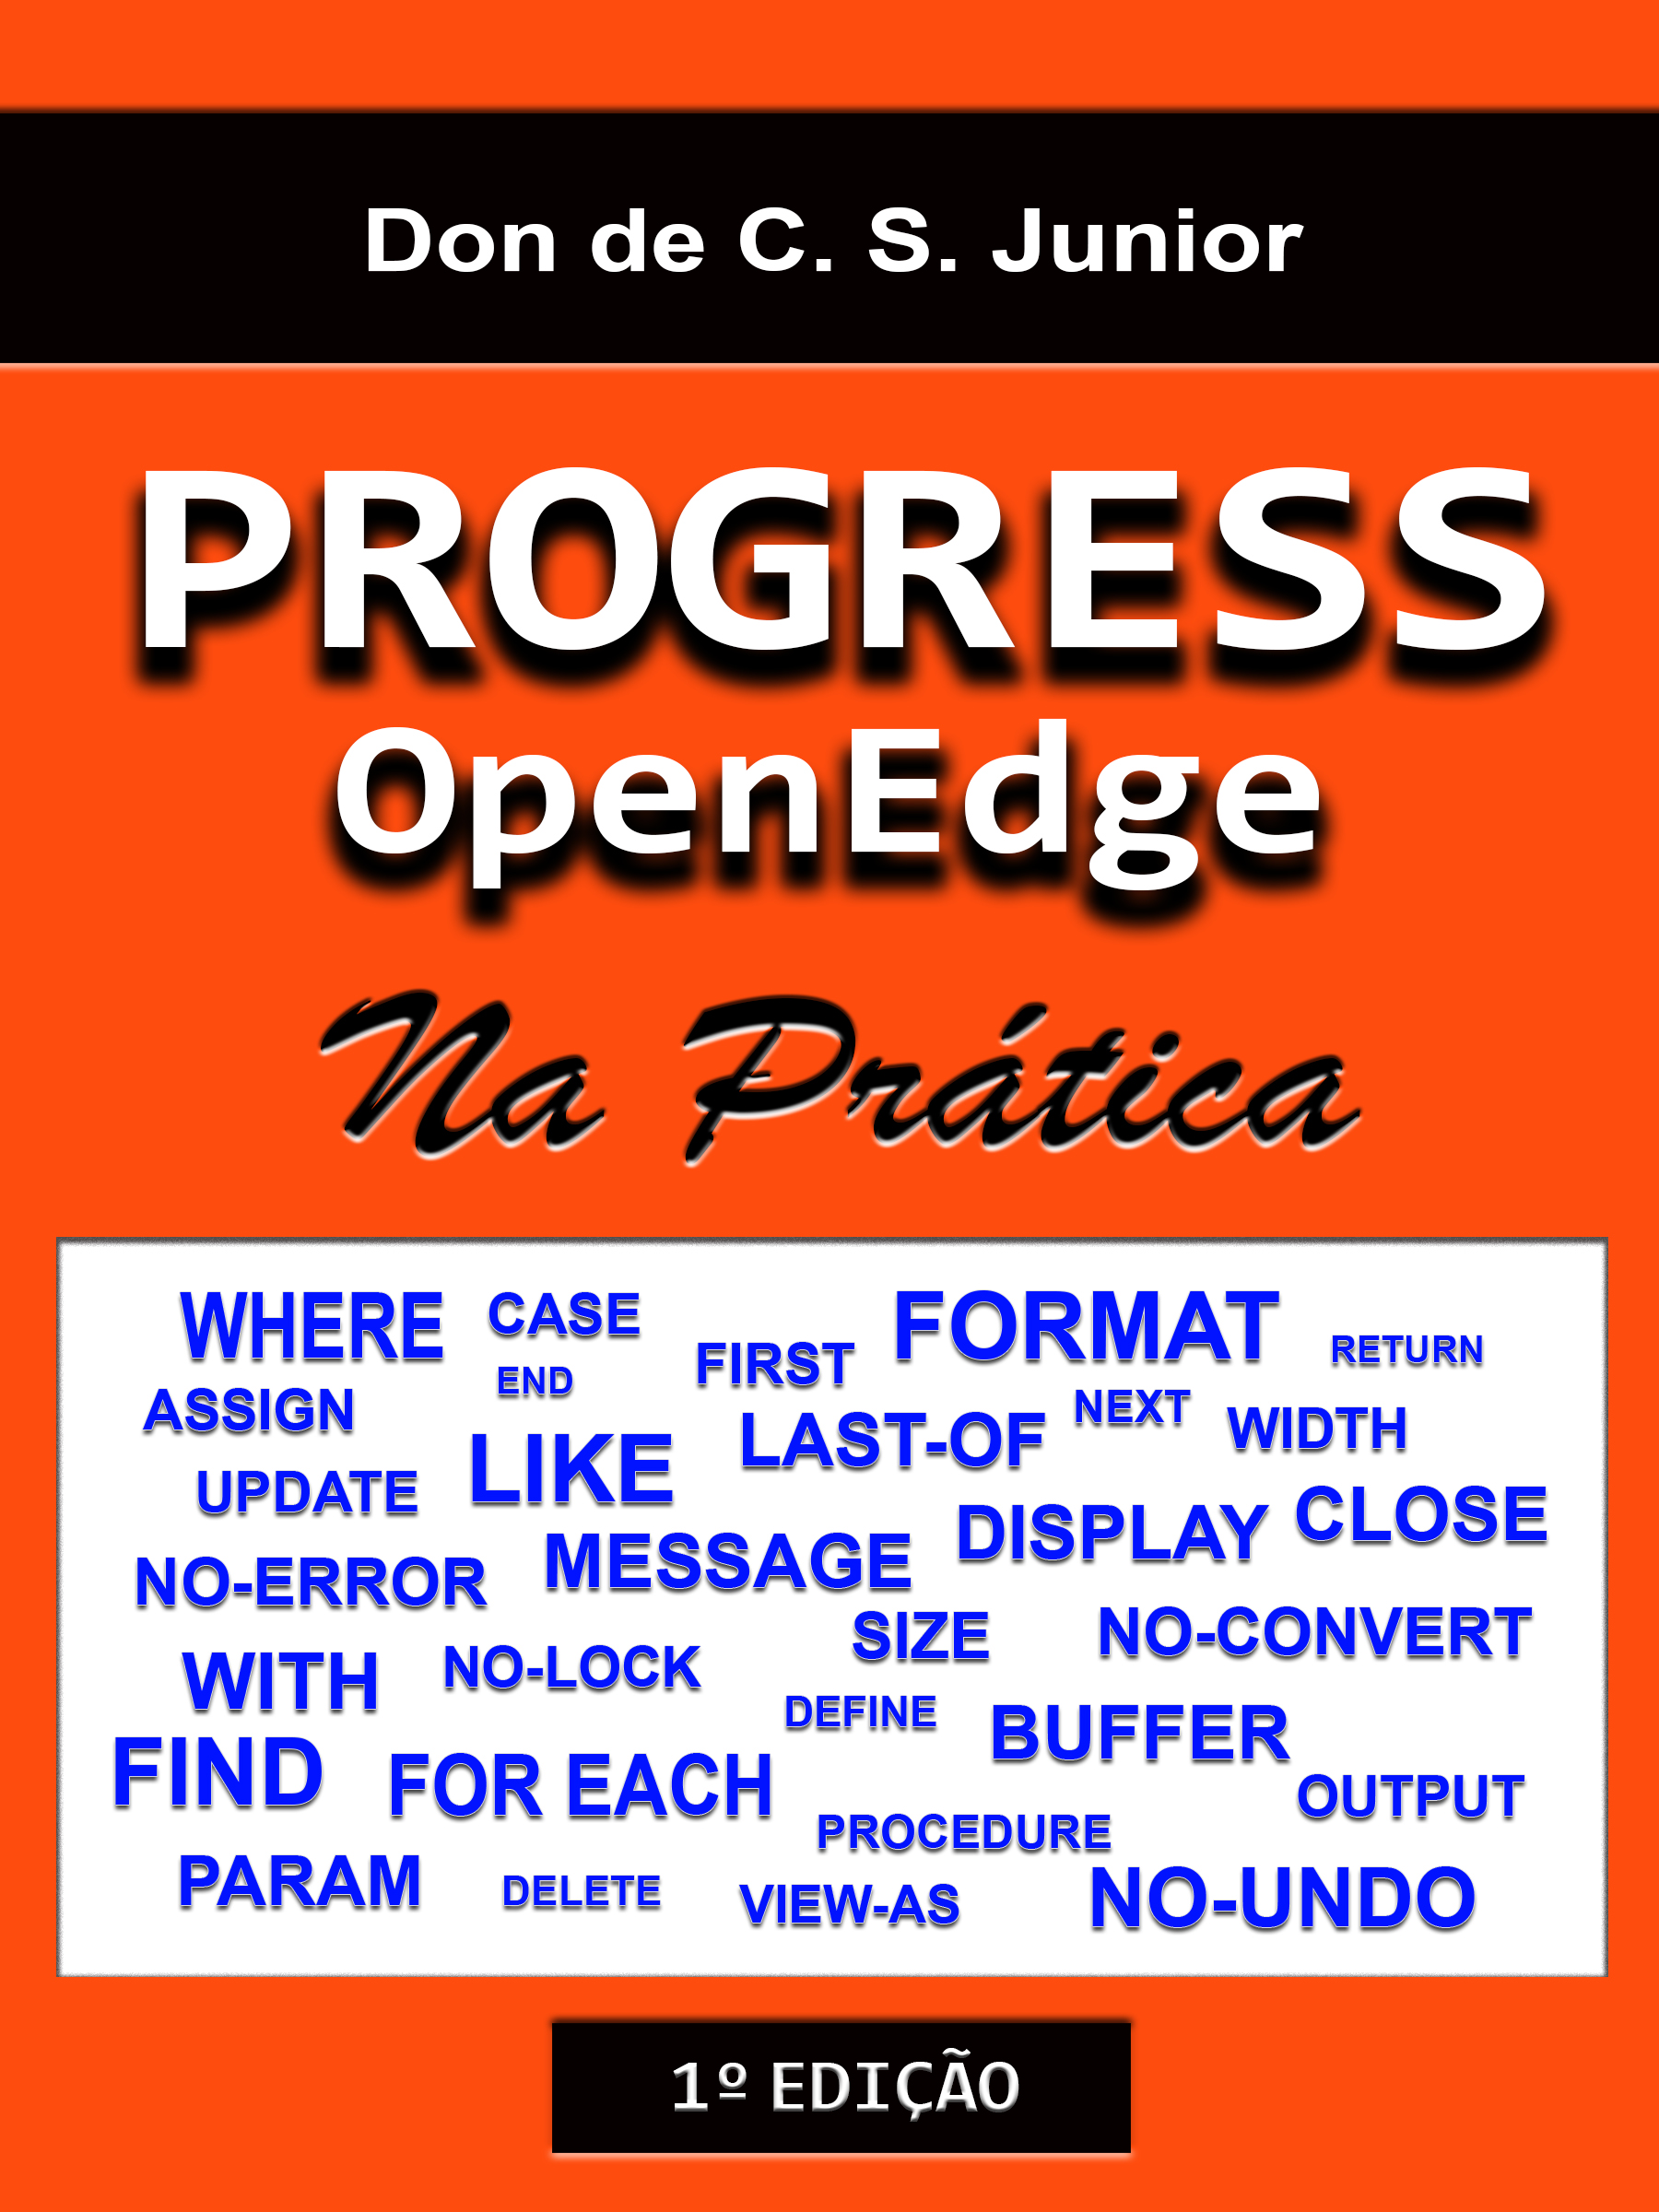 Don de C. S. Junior
PROGRESS
OpenEdge
Na Prática
WHERE CASE FORMAT
FIRST RETURN
END
ASSIGN NEXT
LAST-OF WIDTH
LIKE
UPDATE CLOSE
DISPLAY
MESSAGE
NO-ERROR
SIZE NO-CONVERT
WITH NO-LOCK
DEFINE BUFFER
FIND FOR EACH
OUTPUT
PROCEDURE
PARAM DELETE VIEW-AS NO-UNDO
1º EDIÇÃO